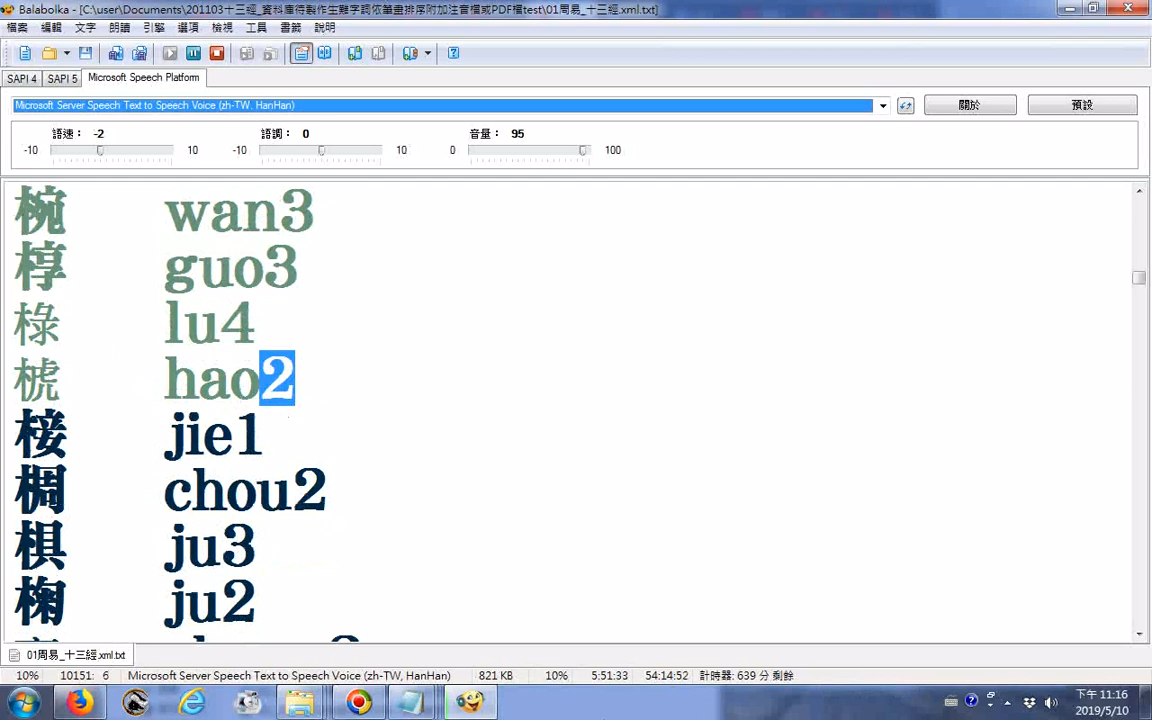 Balabolka - [C:\user\Documents\201103十三經_資料庫待製作生難字詞依筆畫排序附加注音檔或PDF檔test\01周易_十三經.xml.txt]
檔案 編輯 文字 朗讀 引擎 選項 檢視 工具 書籤 說明
SAPI 4 SAPI 5 Microsoft Speech Platform
Microsoft Server Speech Text to Speech Voice (zh-TW, HanHan) 關於 預設
語速： -2 語調： 0 音量： 95
-10 10 -10 10 0 100
椀 wan3
椁 guo3
椂 lu4
椃 hao2
椄 jie1
椆 chou2
椇 ju3
椈 ju2
01周易_十三經.xml.txt
10% 10151: 6 Microsoft Server Speech Text to Speech Voice (zh-TW, HanHan) 821 KB 10% 5:51:33 54:14:52 計時器: 639 分 剩餘
下午 11:16
2019/5/10